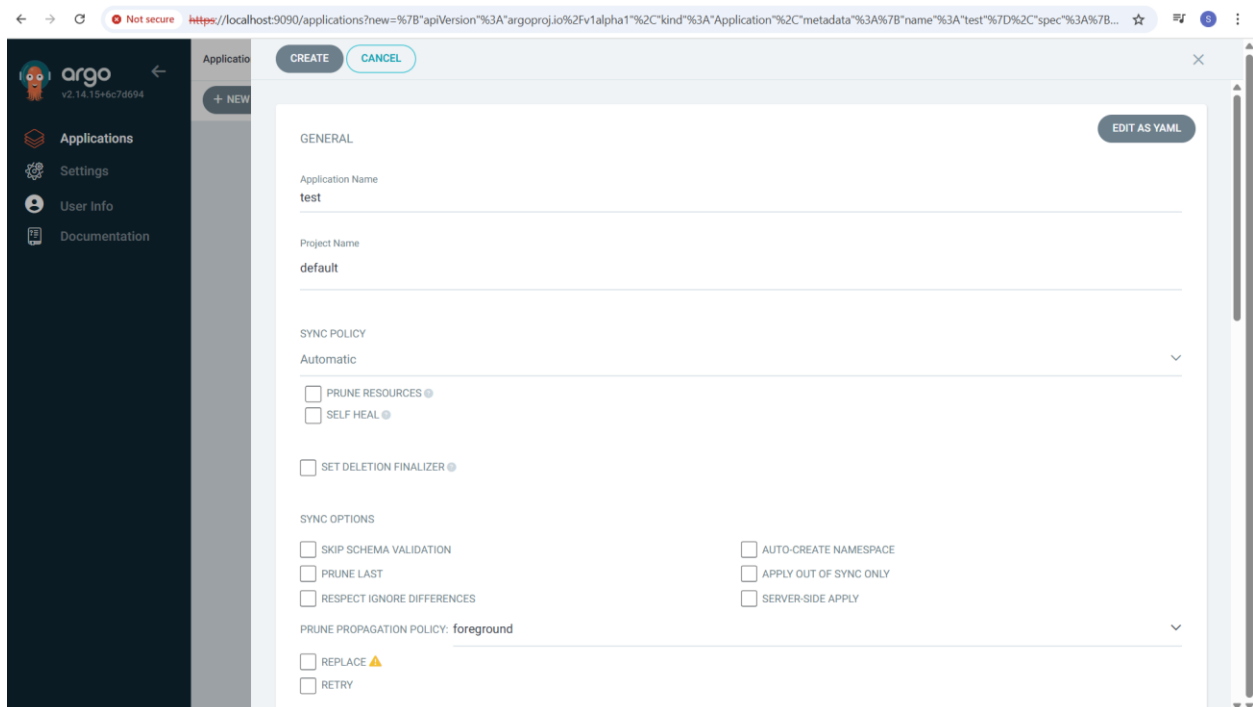 Not secure https://localhost:9090/applications?new=%7B"apiVersion"%3A"argoproj.io%2Fv1alpha1"%2C"kind"%3A"Application"%2C"metadata"%3A%7B"name"%3A"test"%7D%2C"spec"%3A%7B... S
argo
v2.14.15+6c7d694
Applications
Settings
User Info
Documentation
Applicatio
+ NEW
CREATE CANCEL
GENERAL
EDIT AS YAML
Application Name
test
Project Name
default
SYNC POLICY
Automatic
PRUNE RESOURCES
SELF HEAL
SET DELETION FINALIZER
SYNC OPTIONS
SKIP SCHEMA VALIDATION AUTO-CREATE NAMESPACE
PRUNE LAST APPLY OUT OF SYNC ONLY
RESPECT IGNORE DIFFERENCES SERVER-SIDE APPLY
PRUNE PROPAGATION POLICY: foreground
REPLACE
RETRY